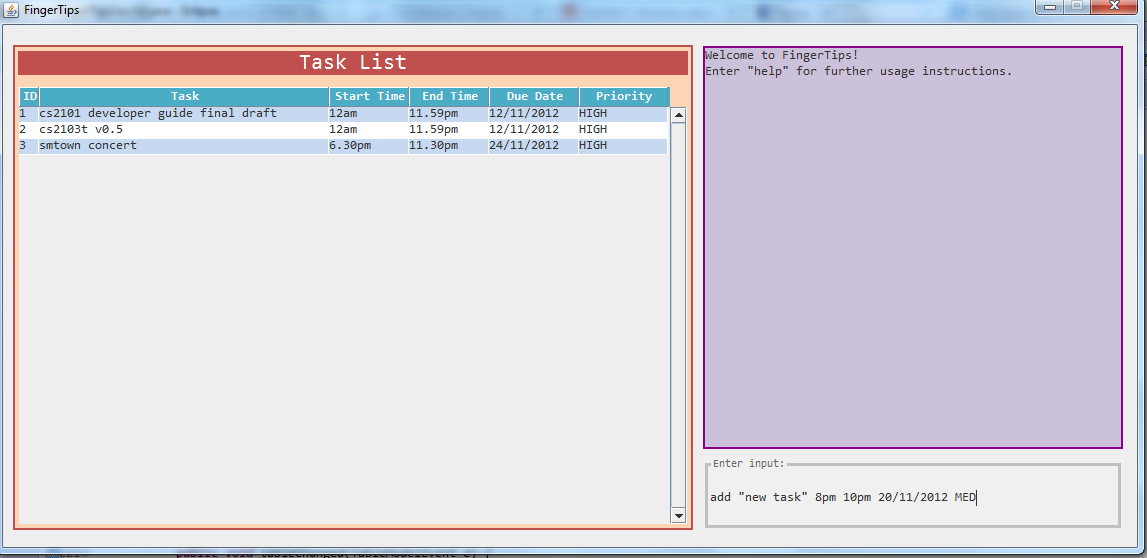 FingerTips
Task List
ID Task Start Time End Time Due Date Priority
1 cs2101 developer guide final draft 12am 11.59pm 12/11/2012 HIGH
2 cs2103t v0.5 12am 11.59pm 12/11/2012 HIGH
3 smtown concert 6.30pm 11.30pm 24/11/2012 HIGH
Welcome to FingerTips!
Enter "help" for further usage instructions.
Enter input:
add "new task" 8pm 10pm 20/11/2012 MED